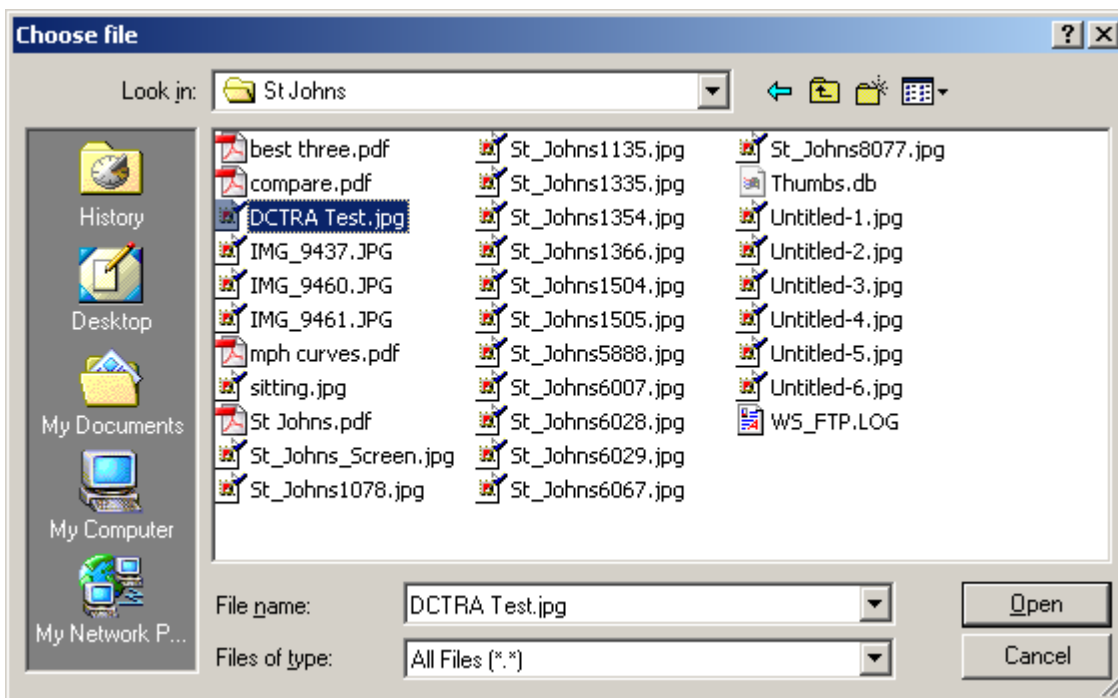 Choose file
Look in: St Johns
History
Desktop
My Documents
My Computer
My Network P...
best three.pdf
compare.pdf
DCTRA Test.jpg
IMG_9437.JPG
IMG_9460.JPG
IMG_9461.JPG
mph curves.pdf
sitting.jpg
St Johns.pdf
St_Johns_Screen.jpg
St_Johns1078.jpg
St_Johns1135.jpg
St_Johns1335.jpg
St_Johns1354.jpg
St_Johns1366.jpg
St_Johns1504.jpg
St_Johns1505.jpg
St_Johns5888.jpg
St_Johns6007.jpg
St_Johns6028.jpg
St_Johns6029.jpg
St_Johns6067.jpg
St_Johns8077.jpg
Thumbs.db
Untitled-1.jpg
Untitled-2.jpg
Untitled-3.jpg
Untitled-4.jpg
Untitled-5.jpg
Untitled-6.jpg
WS_FTP.LOG
File name: DCTRA Test.jpg Open
Files of type: All Files (*.*) Cancel